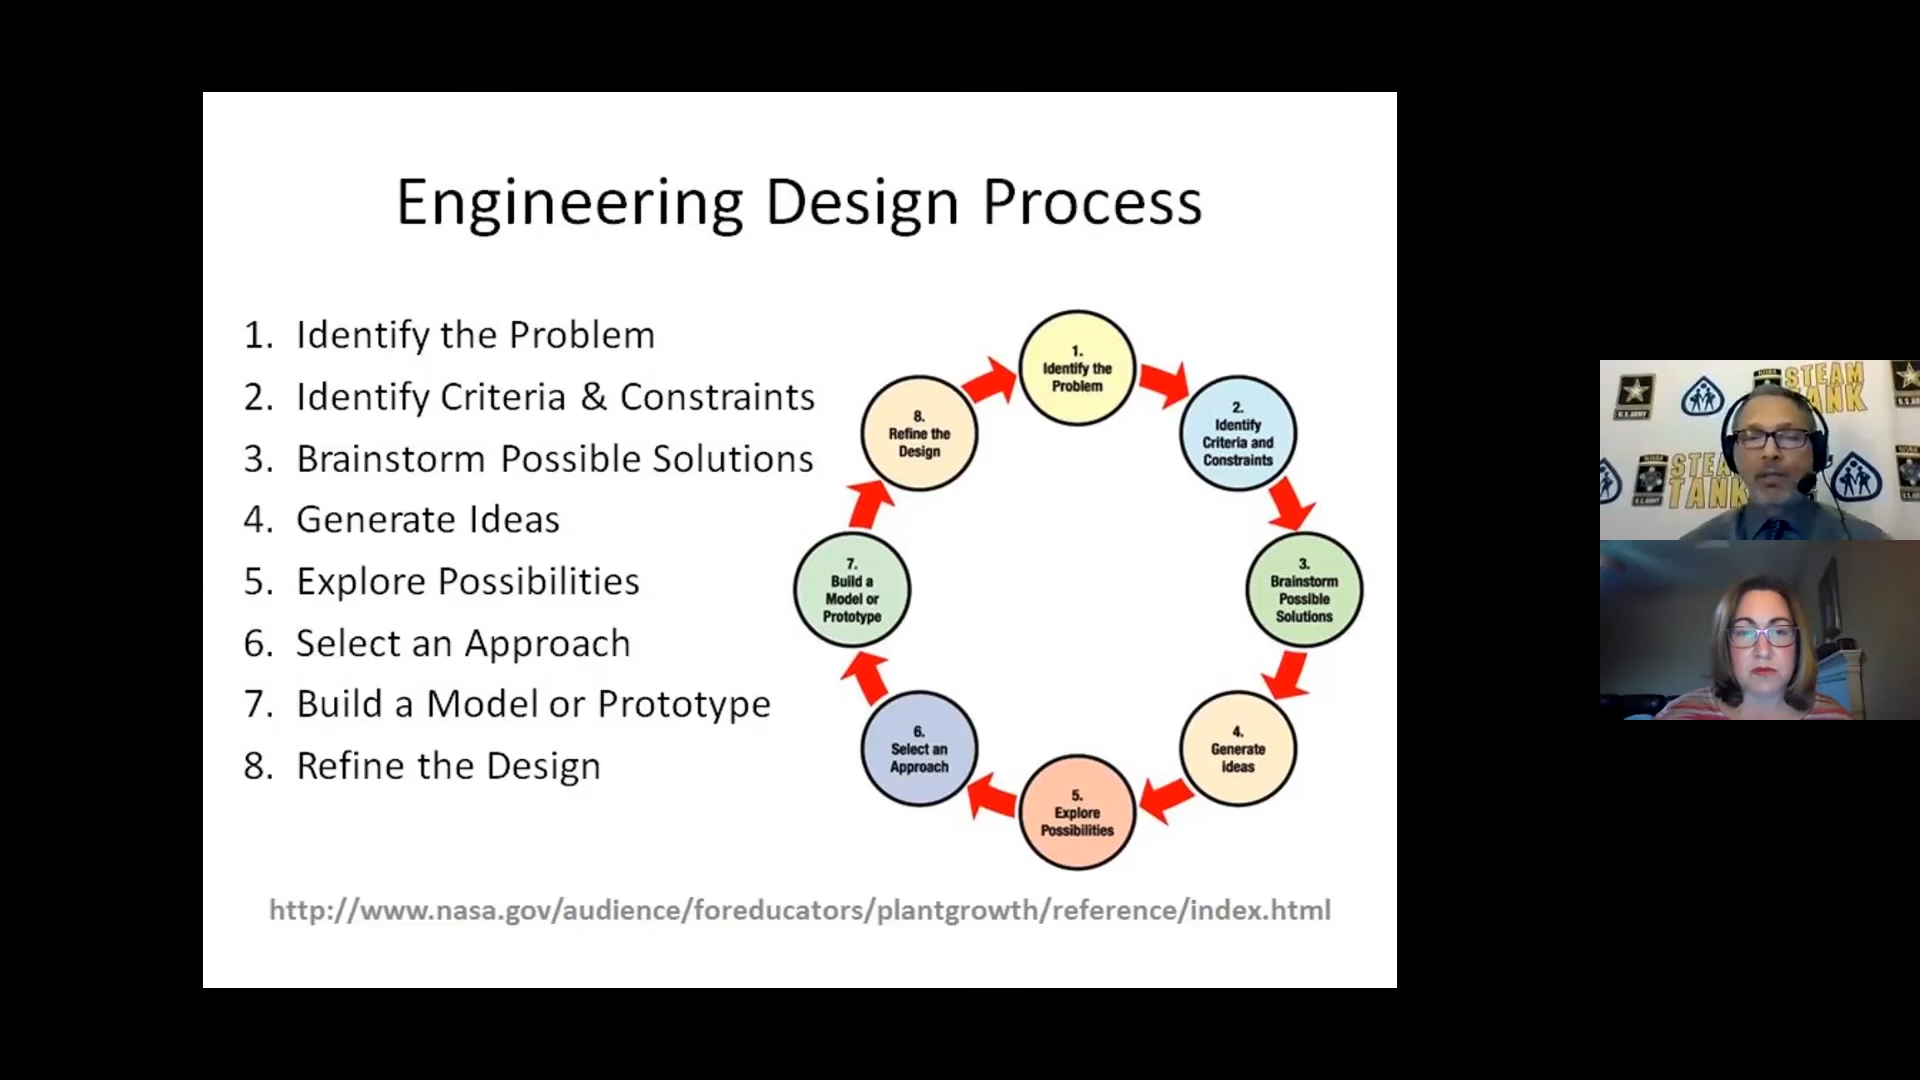 Engineering Design Process
1. Identify the Problem
2. Identify Criteria & Constraints
3. Brainstorm Possible Solutions
4. Generate Ideas
5. Explore Possibilities
6. Select an Approach
7. Build a Model or Prototype
8. Refine the Design
1.
Identify the
Problem
2.
Identify
Criteria and
Constraints
3.
Brainstorm
Possible
Solutions
4.
Generate
ideas
5.
Explore
Possibilities
6.
Select an
Approach
7.
Build a
Model or
Prototype
8.
Refine the
Design
http://www.nasa.gov/audience/foreducators/plantgrowth/reference/index.html
U.S.ARMY
STEAM
TANK
STEA
TANK
U.S.ARMY